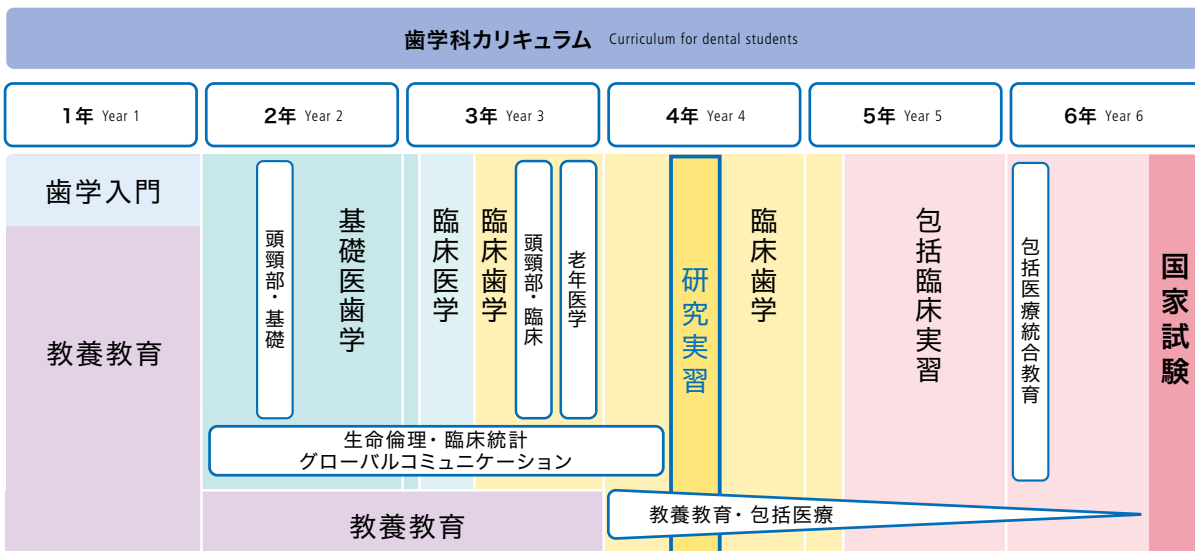 歯学科カリキュラム Curriculum for dental students
1年 Year 1
2年 Year 2
3年 Year 3
4年 Year 4
5年 Year 5
6年 Year 6
歯学入門
教養教育
頭頸部・基礎
基礎医歯学
臨床医学
臨床歯学
頭頸部・臨床
老年医学
研究実習
臨床歯学
包括臨床実習
包括医療統合教育
国家試験
生命倫理・臨床統計
グローバルコミュニケーション
教養教育
教養教育・包括医療